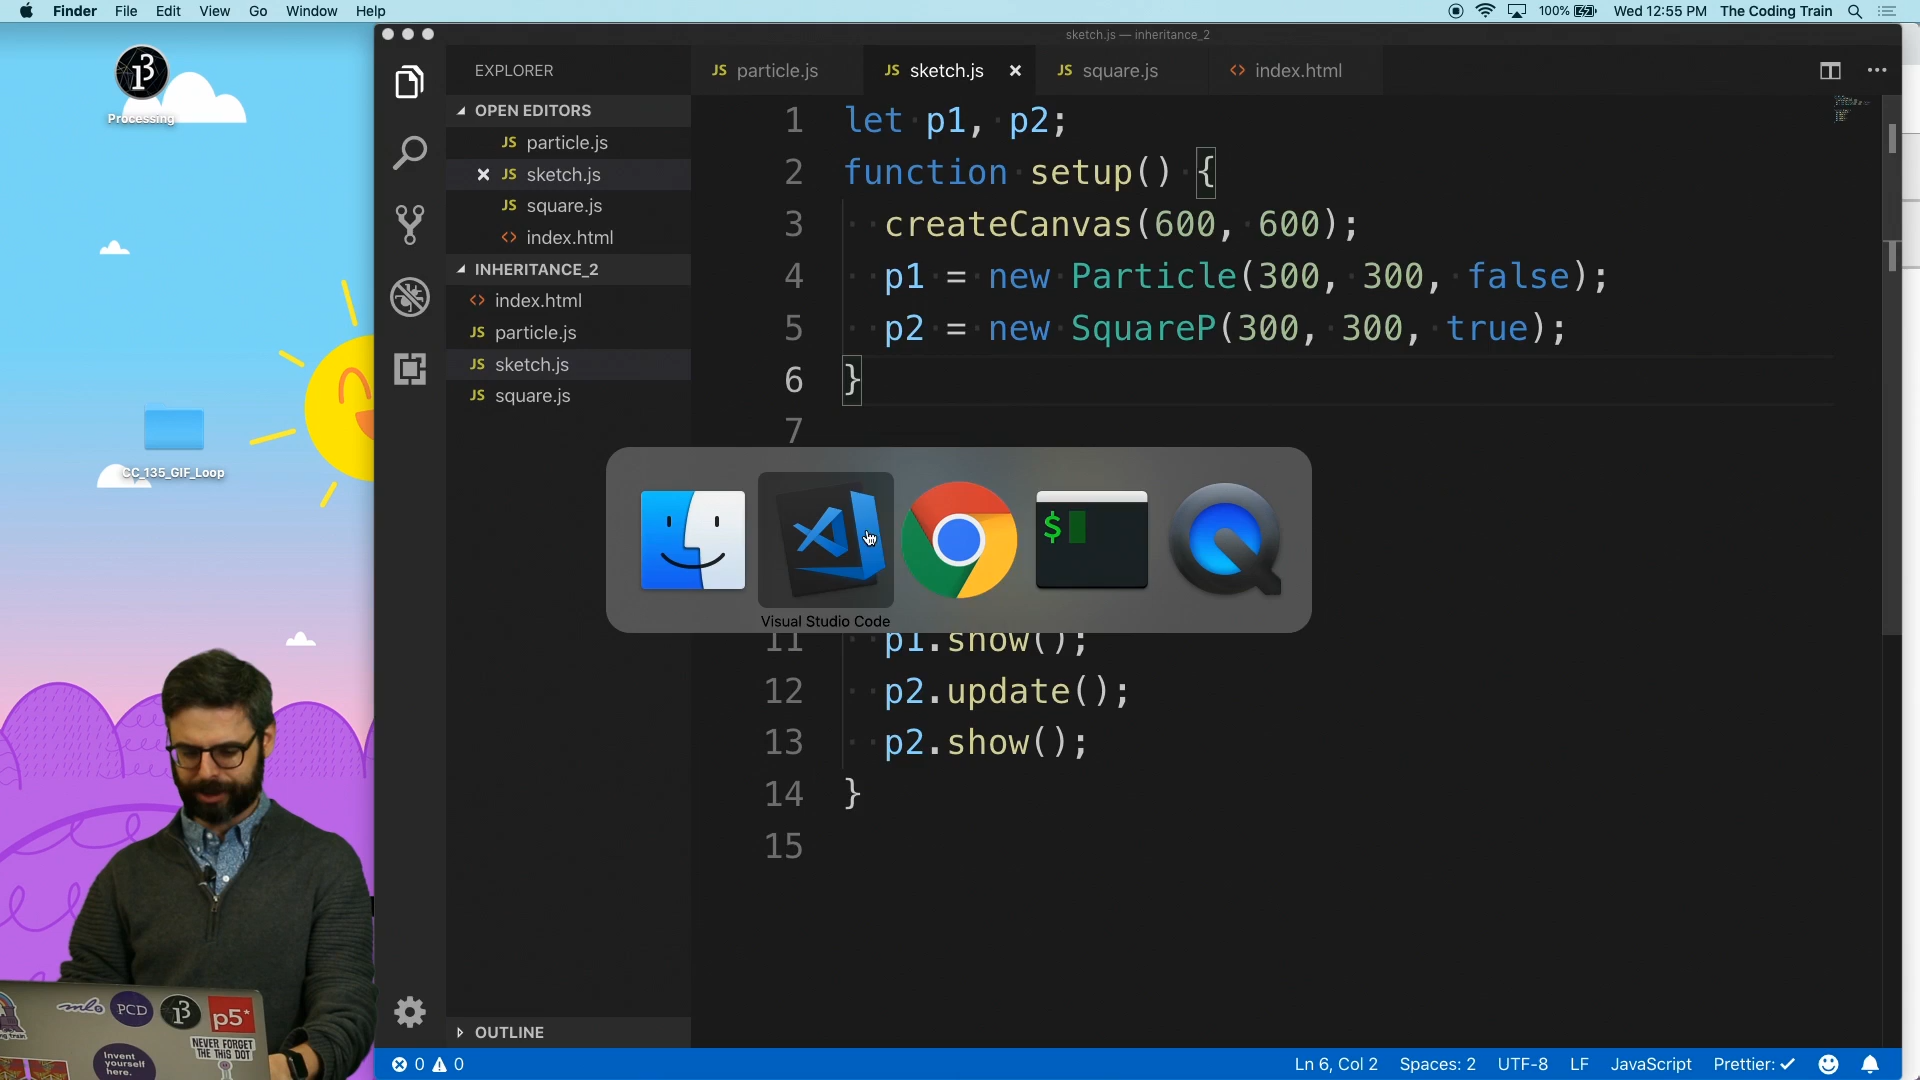 Finder File Edit View Go Window Help
100% Wed 12:55 PM The Coding Train
Processing
CC_135_GIF_Loop
sketch.js — inheritance_2
EXPLORER
JS particle.js
JS sketch.js
JS square.js
<> index.html
OPEN EDITORS
JS particle.js
JS sketch.js
JS square.js
<> index.html
INHERITANCE_2
<> index.html
JS particle.js
JS sketch.js
JS square.js
OUTLINE
1 let p1, p2;
2 function setup() {
3 createCanvas(600, 600);
4 p1 = new Particle(300, 300, false);
5 p2 = new SquareP(300, 300, true);
6 }
7
$
Visual Studio Code
11 p1.show();
12 p2.update();
13 p2.show();
14 }
15
0 0
Ln 6, Col 2 Spaces: 2 UTF-8 LF JavaScript Prettier: ✓
PCD
p5*
NEVER FORGET
THE THIS DOT
Invent
yourself
here.